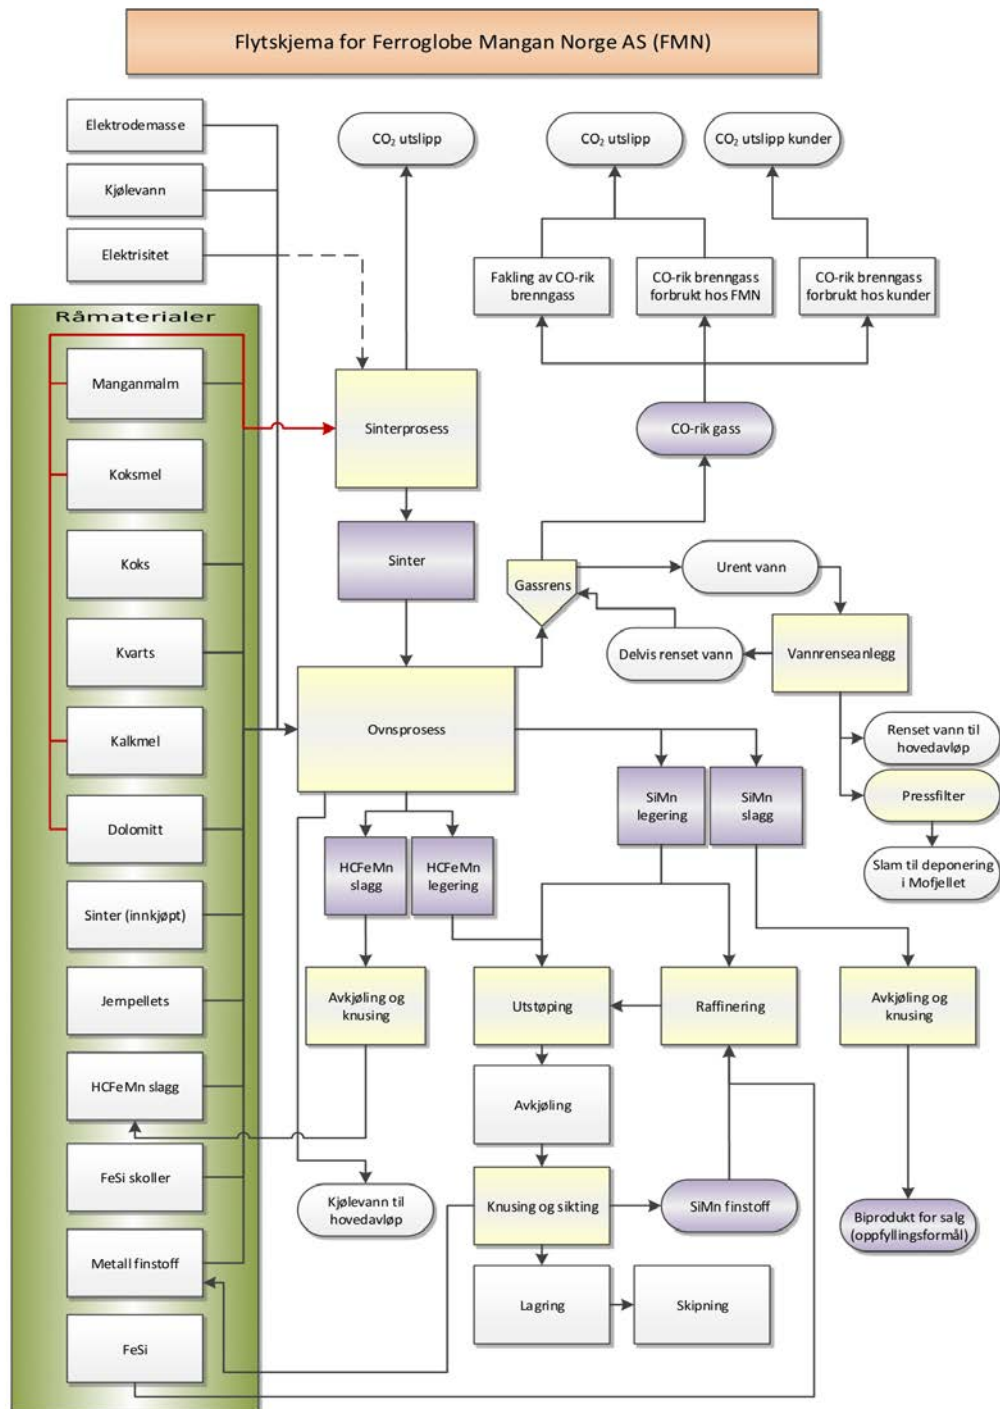 Flytskjema for Ferroglobe Mangan Norge AS (FMN)
Elektrodemasse
Kjølevann
Elektrisitet
CO₂ utslipp
CO₂ utslipp
CO₂ utslipp kunder
Fakling av CO-rik
brenngass
CO-rik brenngass
forbrukt hos FMN
CO-rik brenngass
forbrukt hos kunder
Råmaterialer
Manganmalm
Koksmel
Koks
Kvarts
Kalkmel
Dolomitt
Sinter (innkjøpt)
Jempellets
HCFeMn slagg
FeSi skoller
Metall finstoff
FeSi
Sinterprosess
CO-rik gass
Sinter
Gassrens
Urent vann
Delvis renset vann
Vannrenseanlegg
Ovnsprosess
Renset vann til
hovedavløp
Pressfilter
Slam til deponering
i Mofjellet
SiMn
legering
SiMn
slagg
HCFeMn
slagg
HCFeMn
legering
Avkjøling og
knusing
Utstøping
Raffinering
Avkjøling og
knusing
Avkjøling
Kjølevann til
hovedavløp
Knusing og sikting
SiMn finstoff
Biprodukt for salg
(oppfyllingsformål)
Lagring
Skipning